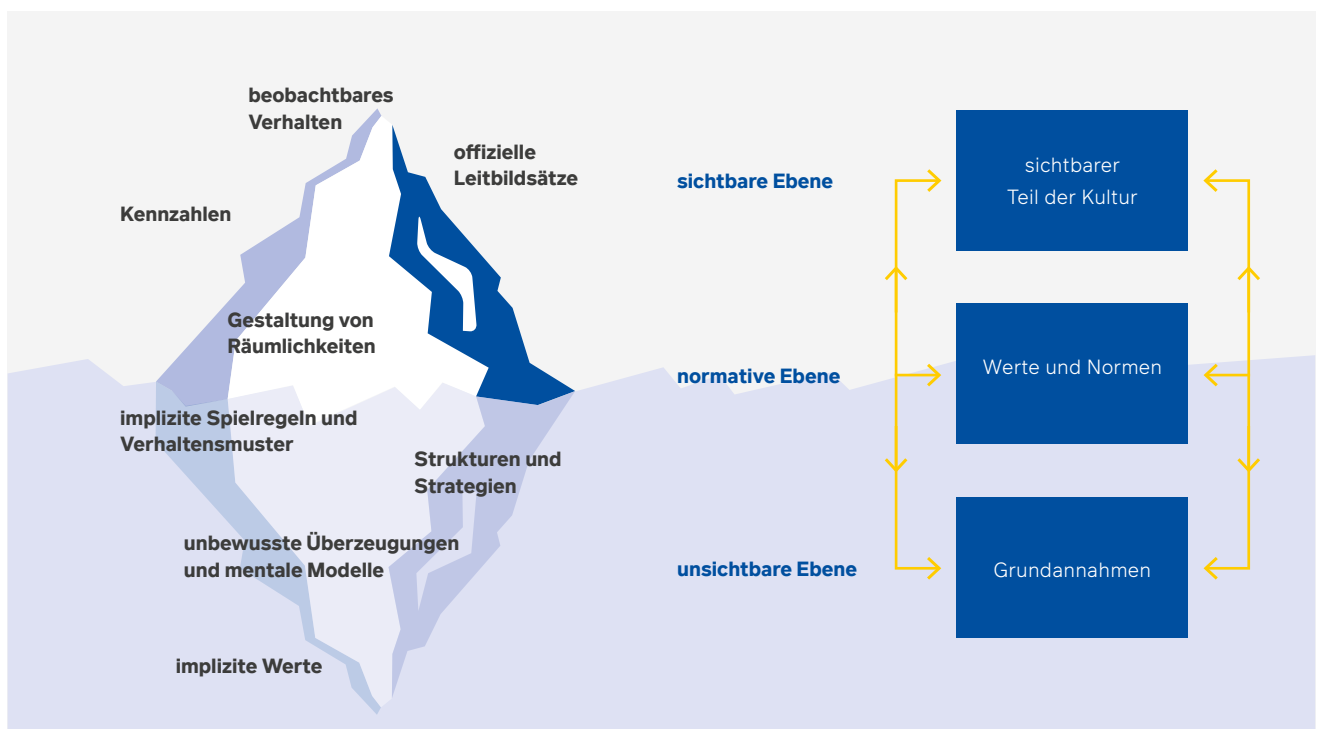 beobachtbares
Verhalten
offizielle
Leitbildsätze
Kennzahlen
Gestaltung von
Räumlichkeiten
implizite Spielregeln und
Verhaltensmuster
Strukturen und
Strategien
unbewusste Überzeugungen
und mentale Modelle
implizite Werte
sichtbare Ebene
sichtbarer
Teil der Kultur
normative Ebene
Werte und Normen
unsichtbare Ebene
Grundannahmen